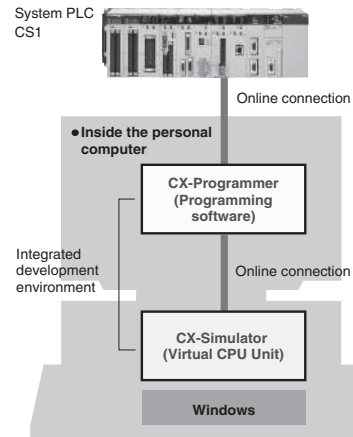 System PLC
CS1
Online connection
●Inside the personal
computer
CX-Programmer
(Programming
software)
Integrated
development
environment
Online connection
CX-Simulator
(Virtual CPU Unit)
Windows